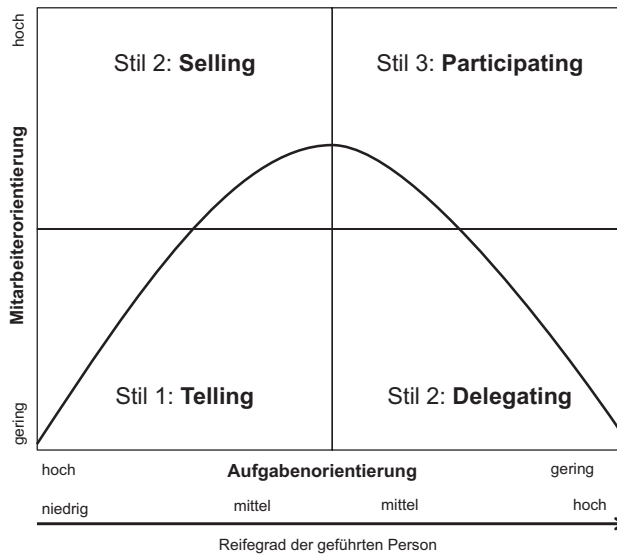 hoch
Stil 2: Selling
Stil 3: Participating
Mitarbeiterorientierung
Stil 1: Telling
Stil 2: Delegating
gering
hoch
Aufgabenorientierung
gering
niedrig
mittel
mittel
hoch
Reifegrad der geführten Person